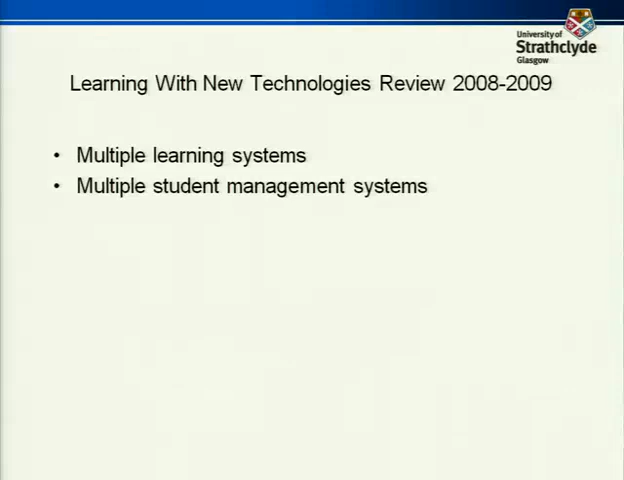 University of
Strathclyde
Glasgow
Learning With New Technologies Review 2008-2009
• Multiple learning systems
• Multiple student management systems